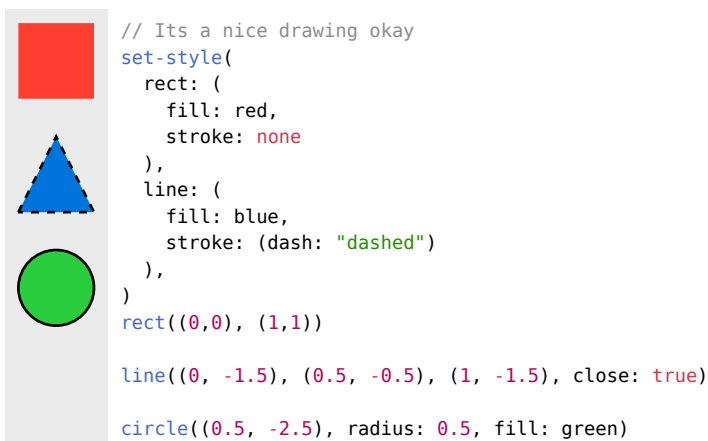 // Its a nice drawing okay
set-style(
  rect: (
    fill: red,
    stroke: none
  ),
  line: (
    fill: blue,
    stroke: (dash: "dashed")
  ),
)
rect((0,0), (1,1))

line((0, -1.5), (0.5, -0.5), (1, -1.5), close: true)

circle((0.5, -2.5), radius: 0.5, fill: green)